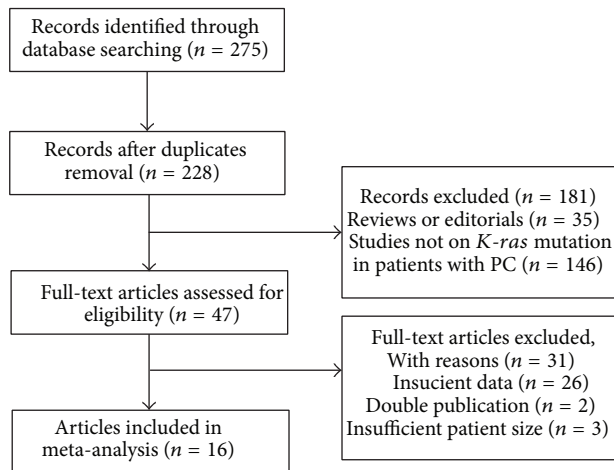 Records identified through
database searching (n = 275)
Records after duplicates
removal (n = 228)
Records excluded (n = 181)
Reviews or editorials (n = 35)
Studies not on K-ras mutation
in patients with PC (n = 146)
Full-text articles assessed for
eligibility (n = 47)
Full-text articles excluded,
With reasons (n = 31)
Insucient data (n = 26)
Double publication (n = 2)
Insufficient patient size (n = 3)
Articles included in
meta-analysis (n = 16)